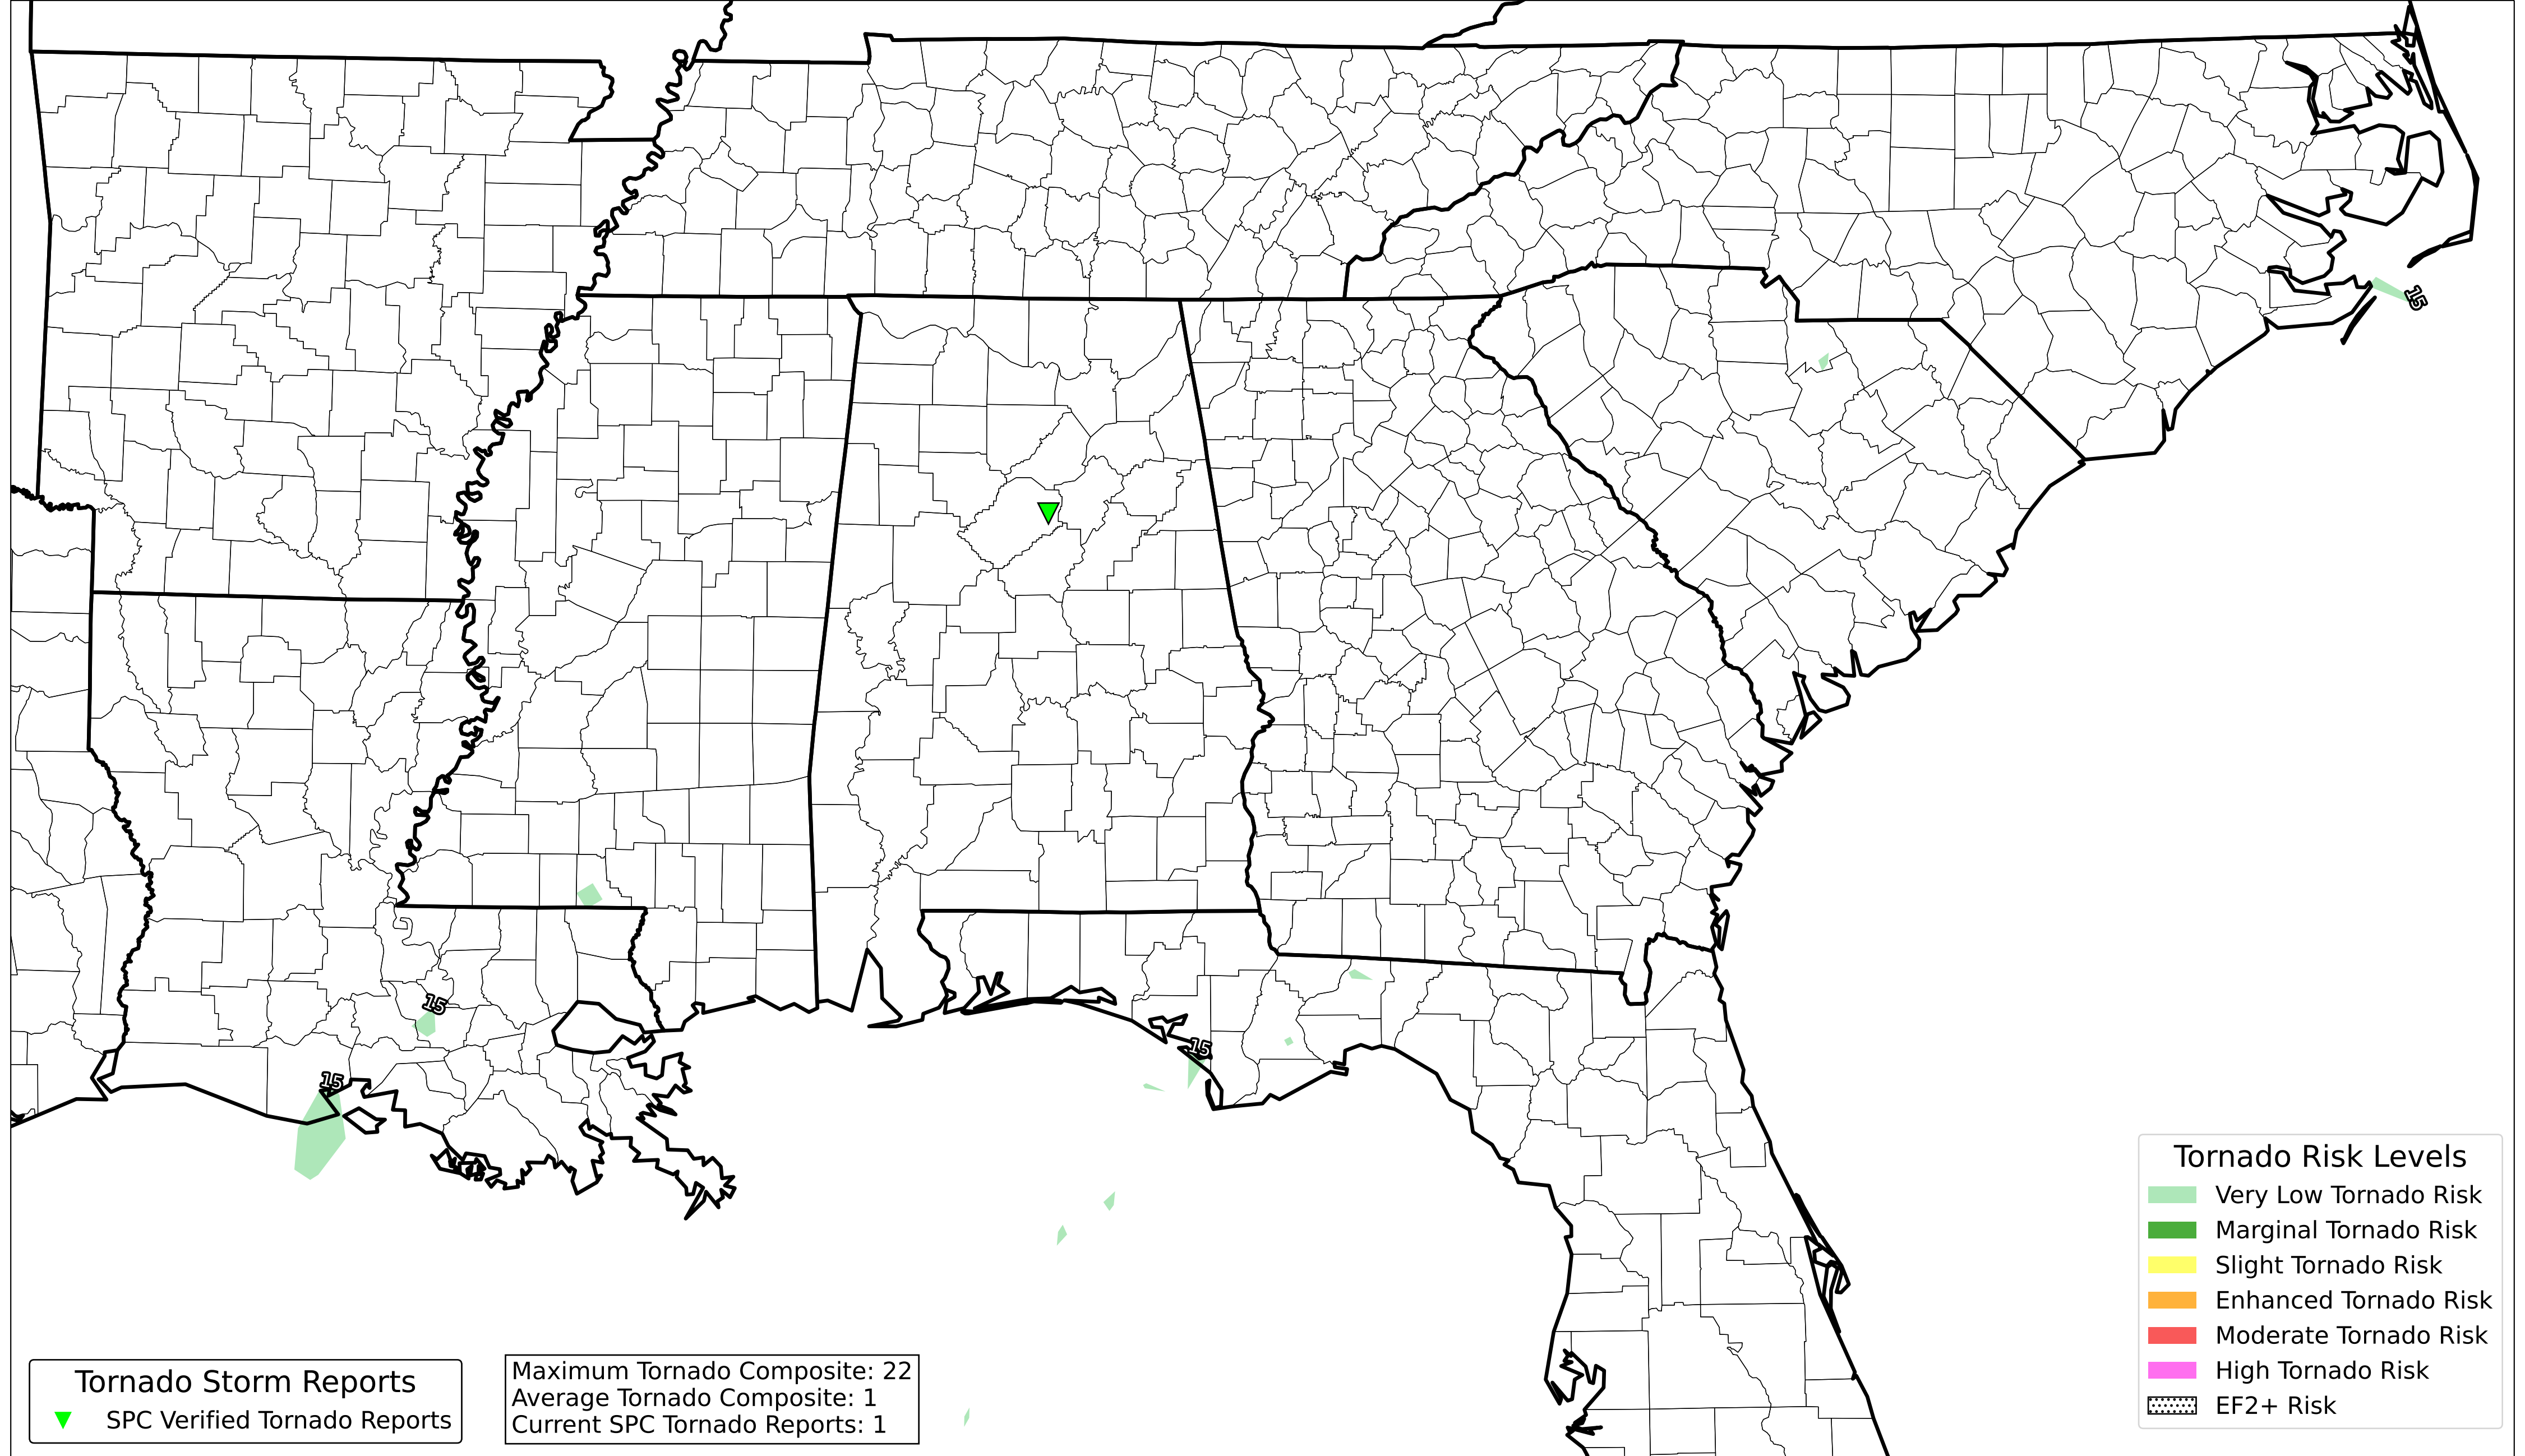 15
15
15
15
Tornado Risk Levels
Very Low Tornado Risk
Marginal Tornado Risk
Slight Tornado Risk
Enhanced Tornado Risk
Moderate Tornado Risk
High Tornado Risk
EF2+ Risk
Tornado Storm Reports
SPC Verified Tornado Reports
Maximum Tornado Composite: 22
Average Tornado Composite: 1
Current SPC Tornado Reports: 1